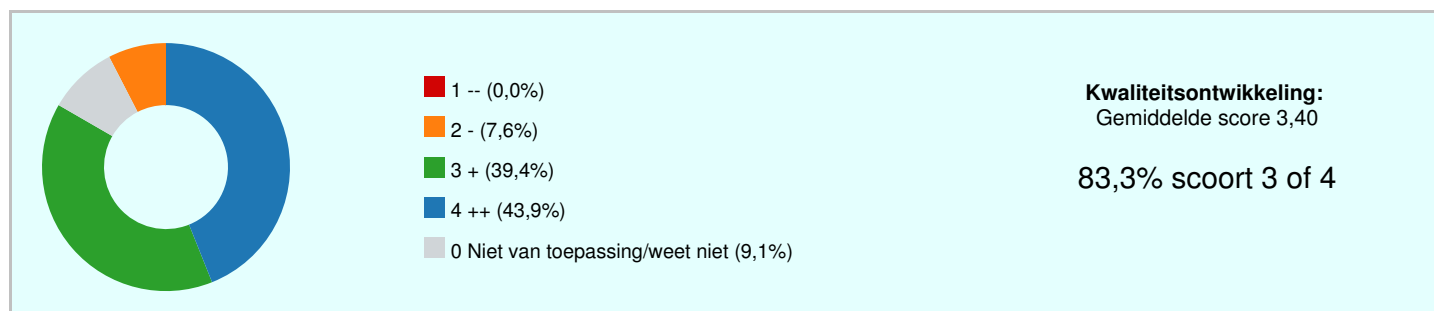 1 -- (0,0%)
2 - (7,6%)
3 + (39,4%)
4 ++ (43,9%)
0 Niet van toepassing/weet niet (9,1%)
Kwaliteitsontwikkeling:
Gemiddelde score 3,40
83,3% scoort 3 of 4